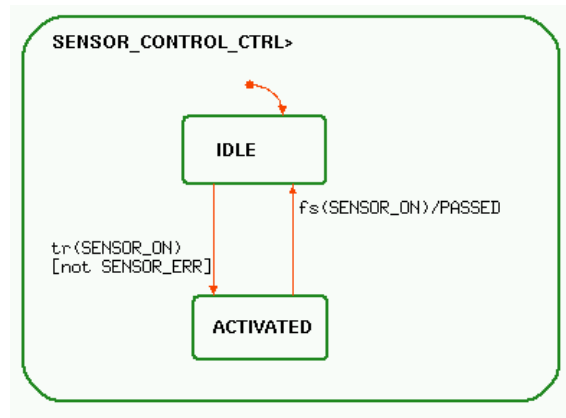 SENSOR_CONTROL_CTRL>
IDLE
fs(SENSOR_ON)/PASSED
tr(SENSOR_ON)
[not SENSOR_ERR]
ACTIVATED